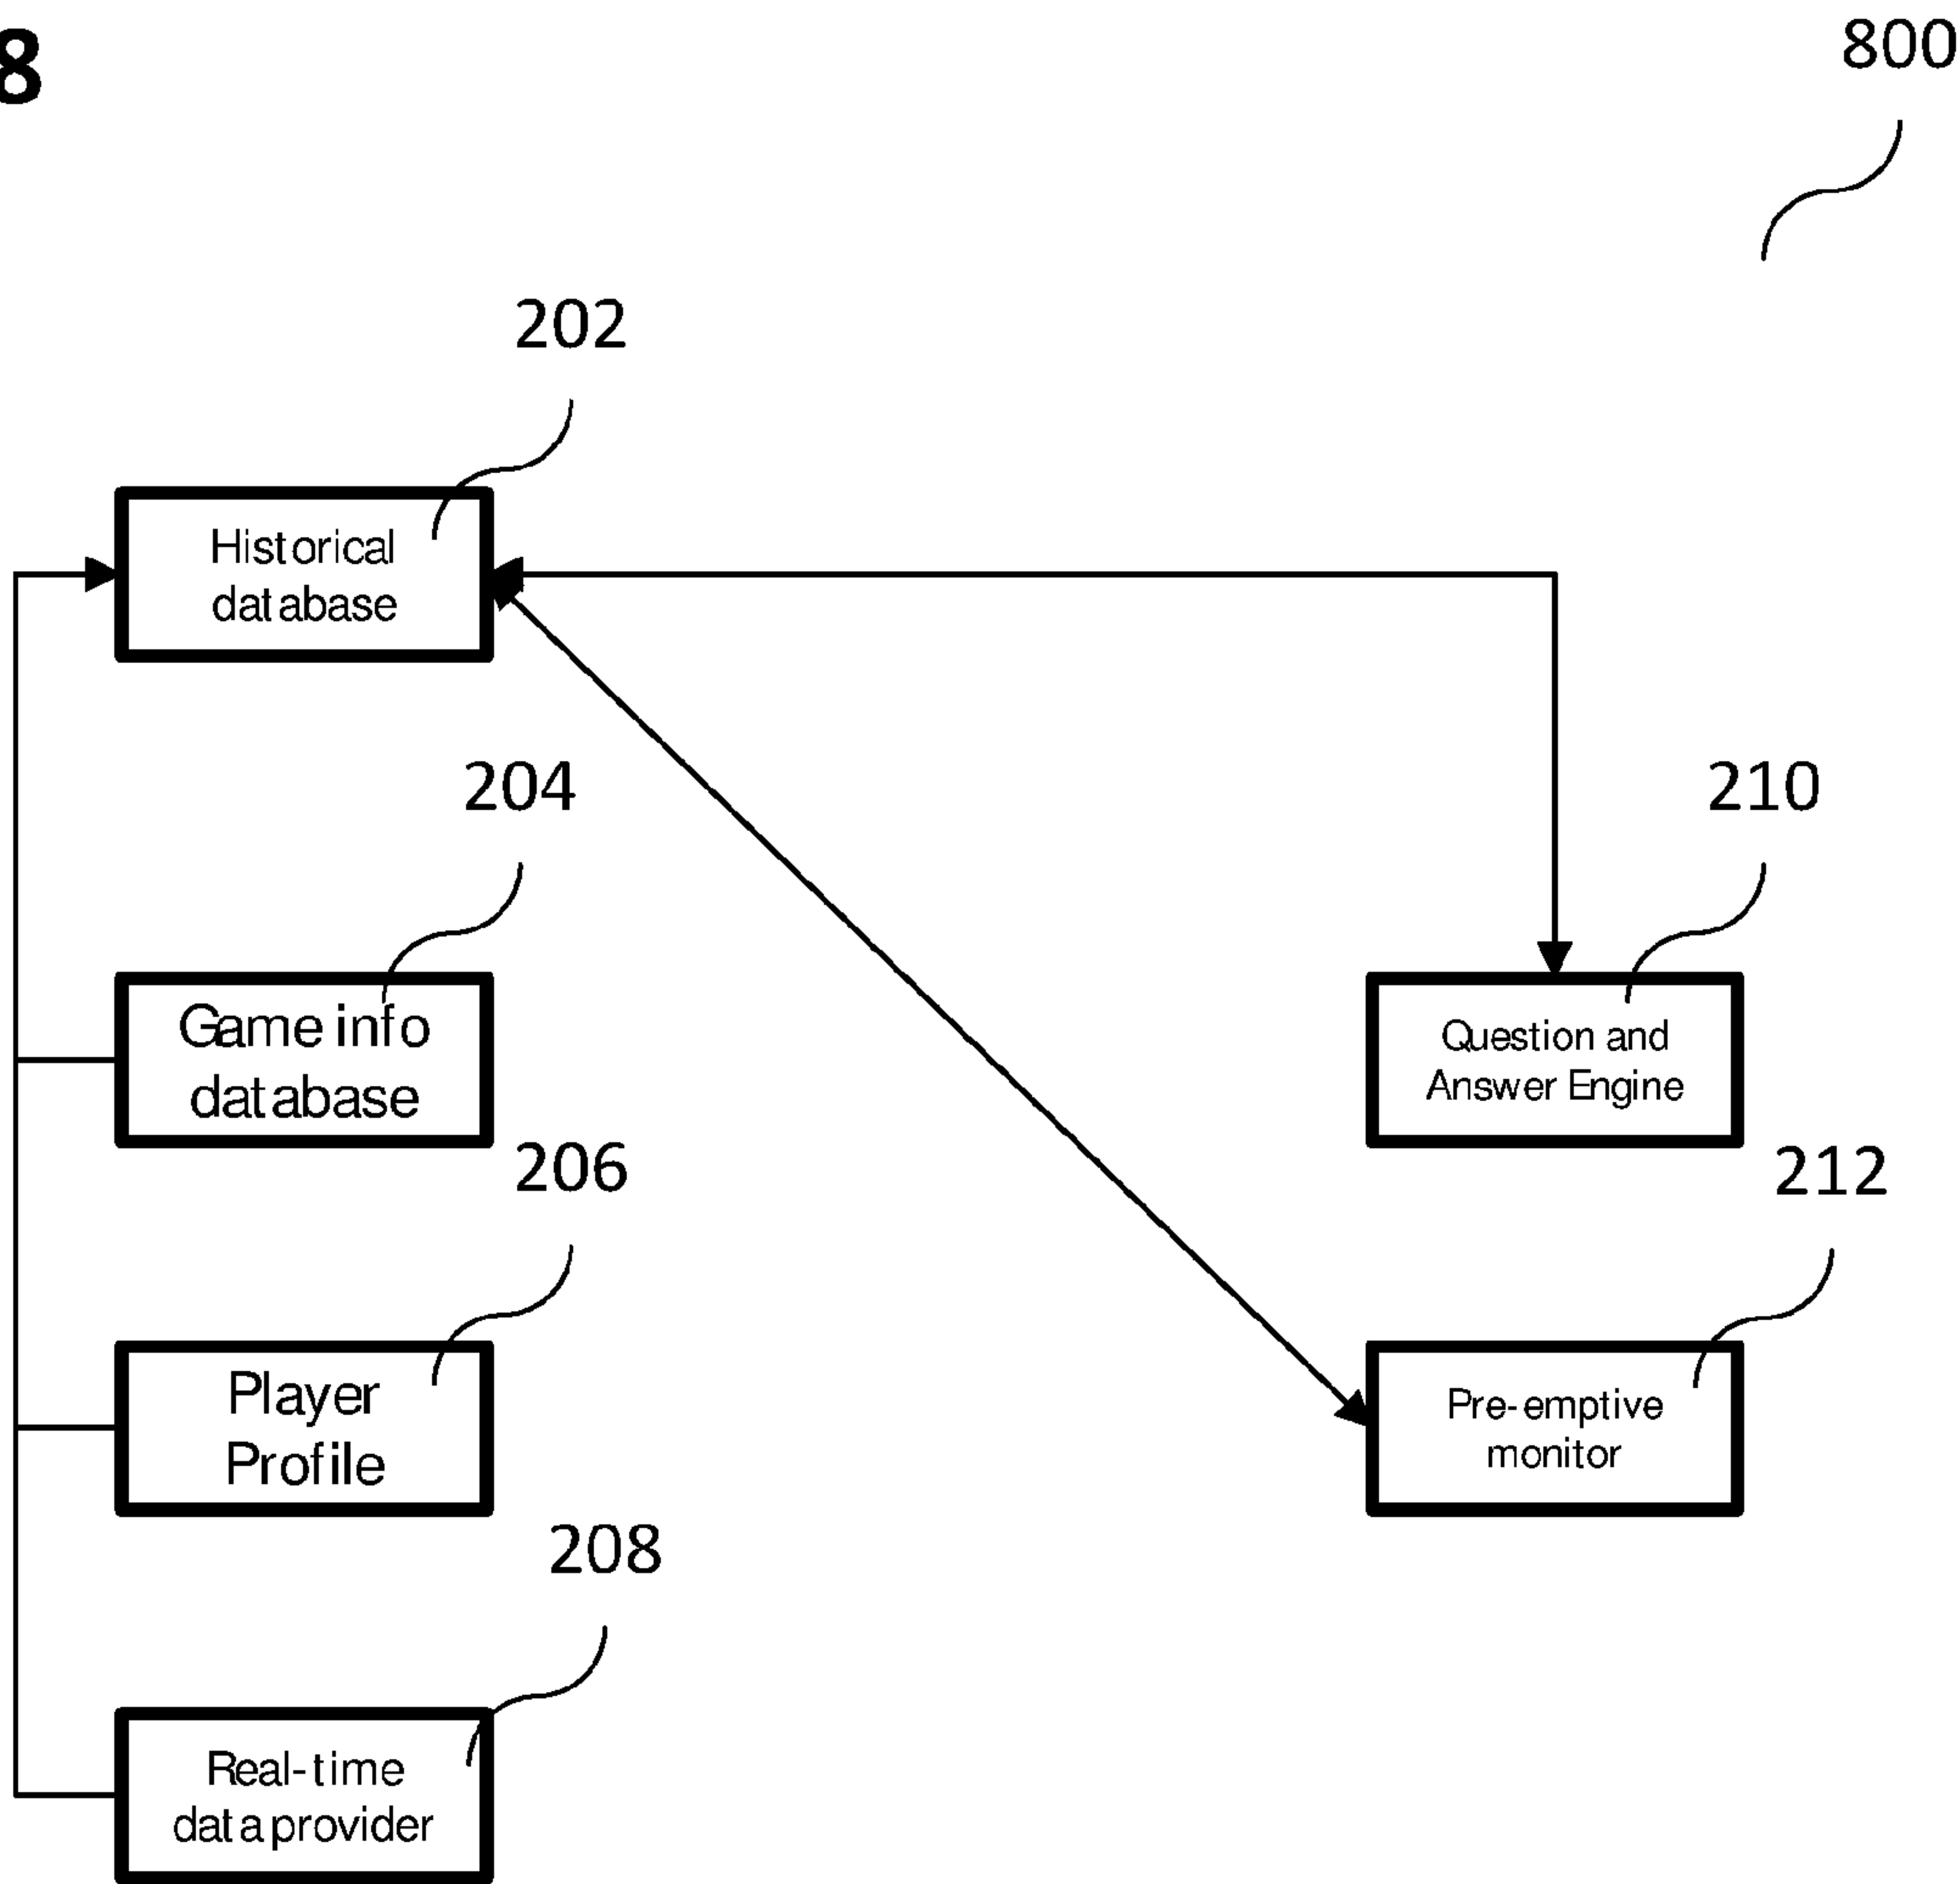 8
800
202
Historical
database
204
210
Game info
database
Question and
Answer Engine
206
212
Player
Profile
Pre-emptive
monitor
208
Real-time
data provider